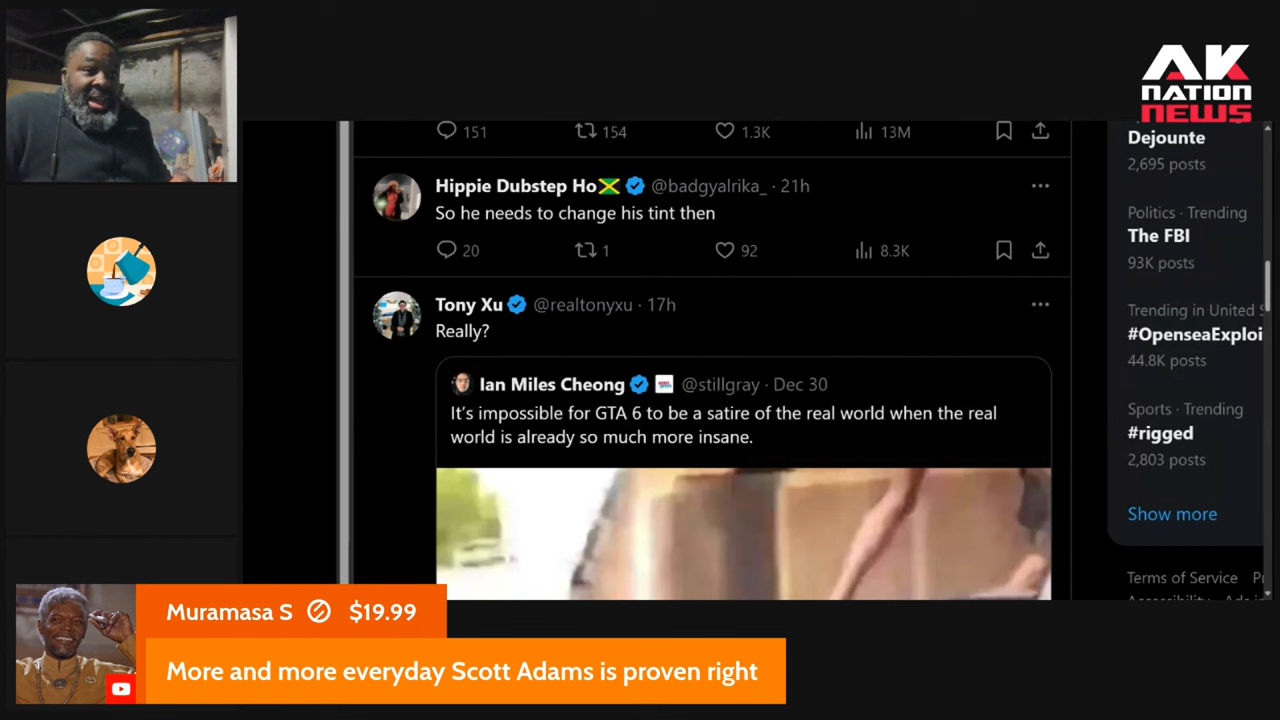 AK
NATION
NEWS
151 154 1.3K 13M
Hippie Dubstep Ho @badgyalrika_ · 21h
So he needs to change his tint then
20 1 92 8.3K
Tony Xu @realtonyxu · 17h
Really?
Ian Miles Cheong @stillgray · Dec 30
It's impossible for GTA 6 to be a satire of the real world when the real
world is already so much more insane.
Dejounte
2,695 posts
Politics · Trending
The FBI
93K posts
Trending in United S
#OpenseaExploi
44.8K posts
Sports · Trending
#rigged
2,803 posts
Show more
Terms of Service
Muramasa S $19.99
More and more everyday Scott Adams is proven right